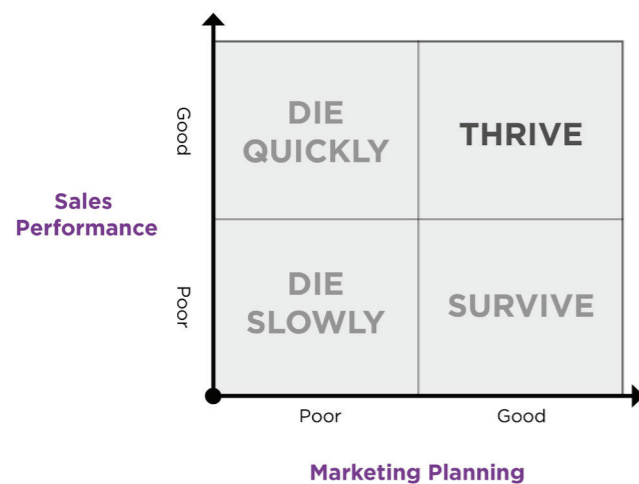 Good
DIE
QUICKLY
THRIVE
Sales
Performance
Poor
DIE
SLOWLY
SURVIVE
Poor
Good
Marketing Planning